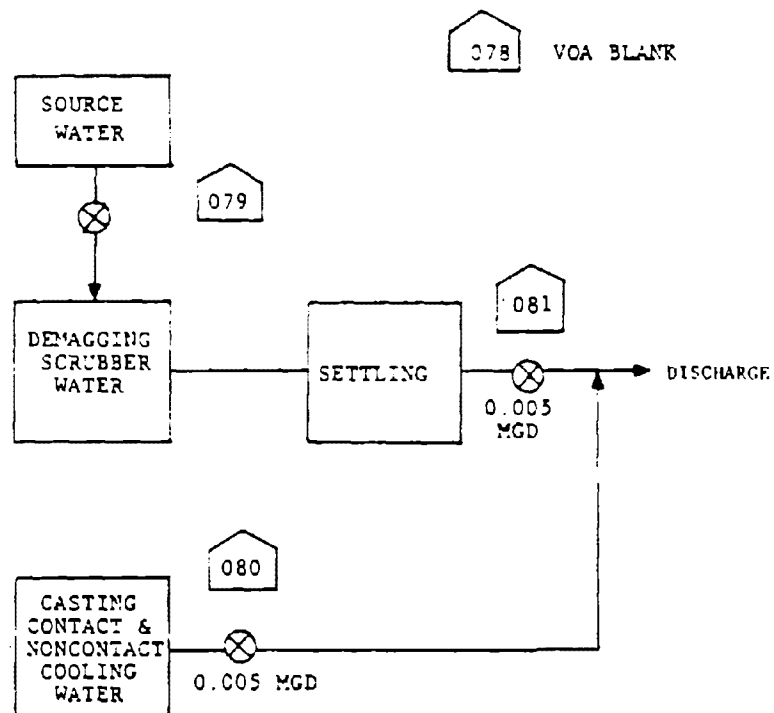 078 VOA BLANK
SOURCE
WATER
079
081
DEMAGGING
SCRUBBER
WATER
SETTLING
DISCHARGE
0.005
MGD
080
CASTING
CONTACT &
NONCONTACT
COOLING
WATER
0.005 MGD